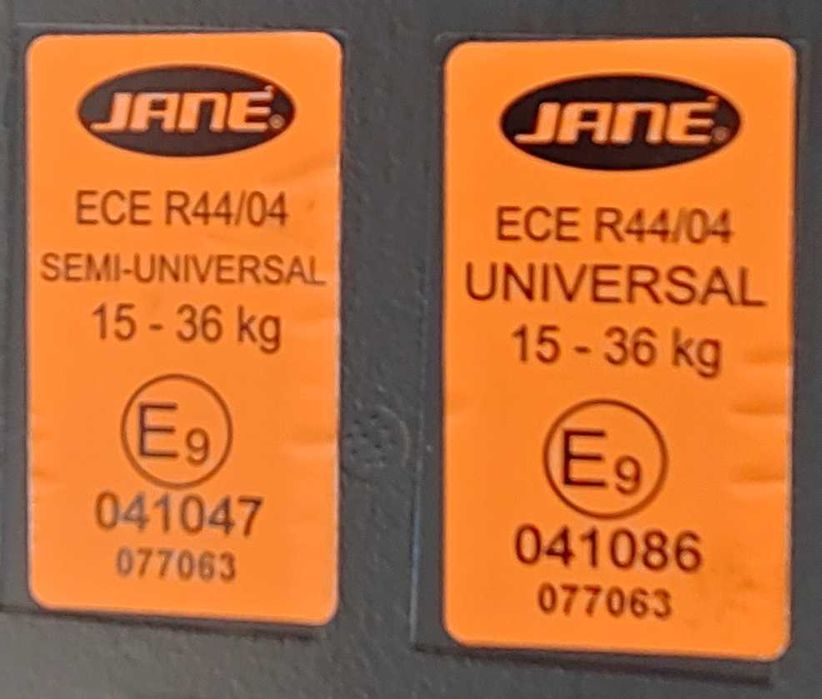 JANÉ®
ECE R44/04
SEMI-UNIVERSAL
15 - 36 kg
E9
041047
077063
JANÉ®
ECE R44/04
UNIVERSAL
15 - 36 kg
E9
041086
077063